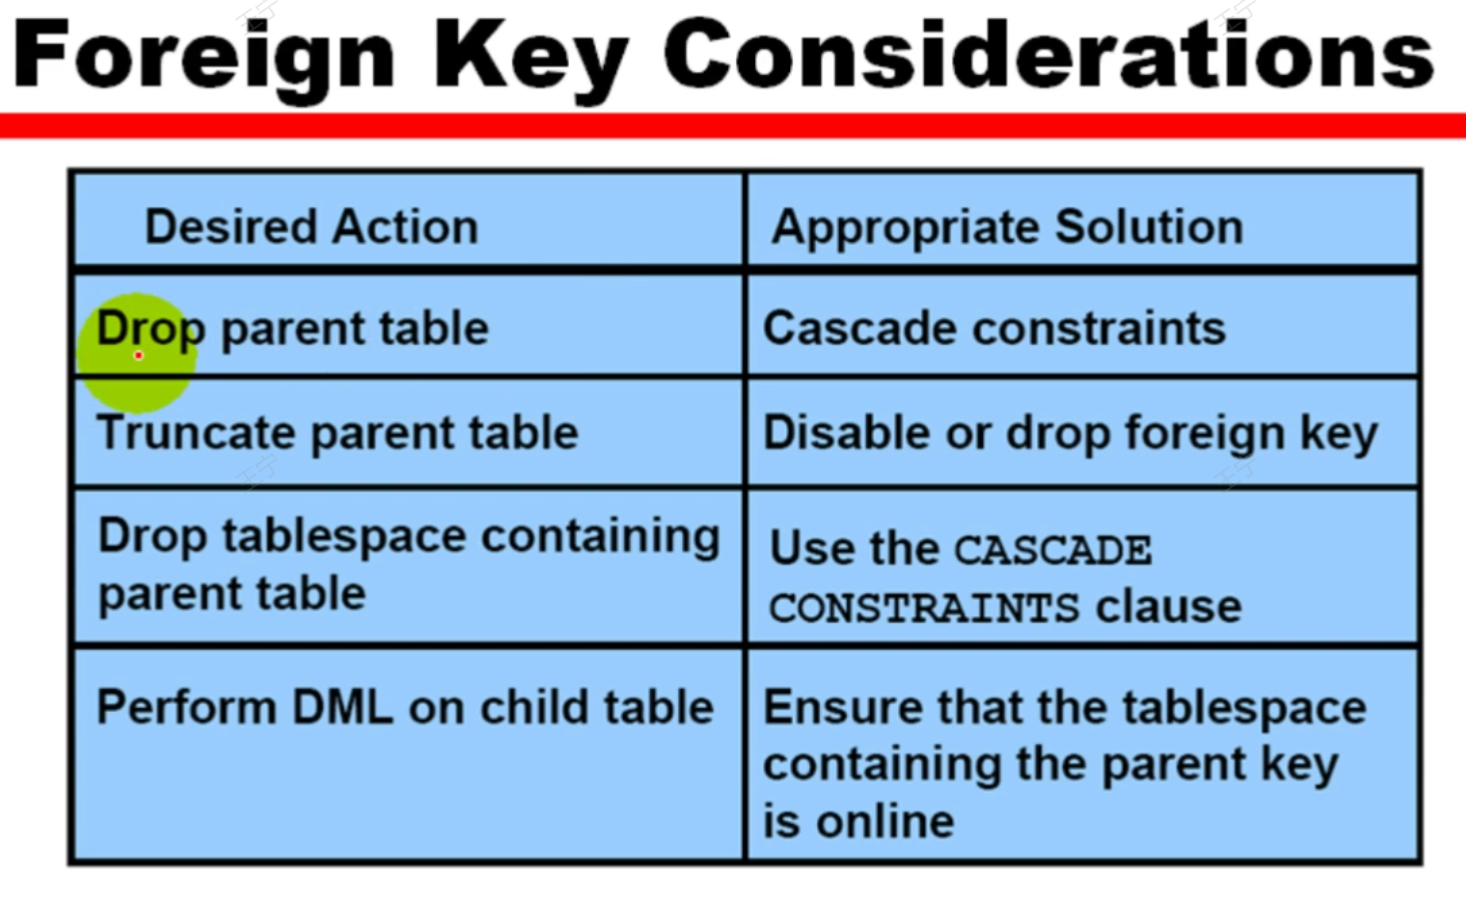 Foreign Key Considerations
Desired Action
Appropriate Solution
Drop parent table
Cascade constraints
Truncate parent table
Disable or drop foreign key
Drop tablespace containing
parent table
Use the CASCADE
CONSTRAINTS clause
Perform DML on child table
Ensure that the tablespace
containing the parent key
is online